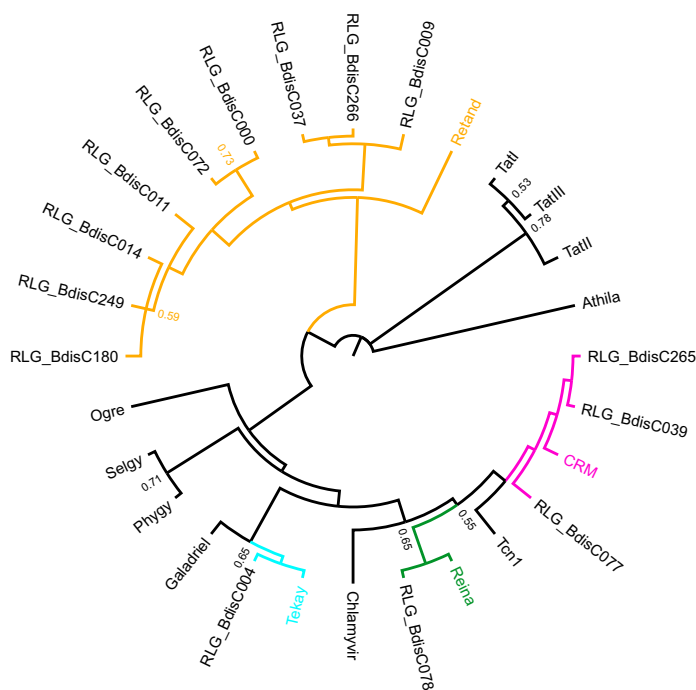 RLG_BdisC266
RLG_BdisC009
RLG_BdisC037
RLG_BdisC000
Retand
RLG_BdisC072
0.73
TatI
0.53
TatIII
0.78
TatII
RLG_BdisC011
RLG_BdisC014
RLG_BdisC249
0.59
Athila
RLG_BdisC180
RLG_BdisC265
Ogre
RLG_BdisC039
Selgy
0.71
CRM
Phygy
RLG_BdisC077
0.55
Tcn1
0.65
Galadriel
0.65
RLG_BdisC004
Tekay
Chlamyvir
Reina
RLG_BdisC078